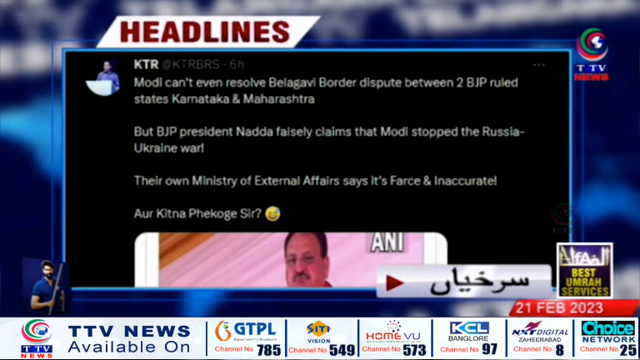 HEADLINES
T TV
NEWS
KTR @KTRBRS · 6h
Modi can't even resolve Belagavi Border dispute between 2 BJP ruled
states Karnataka & Maharashtra
But BJP president Nadda falsely claims that Modi stopped the Russia-
Ukraine war!
Their own Ministry of External Affairs says it's Farce & Inaccurate!
Aur Kitna Phekoge Sir? 😅
ANI
سرخیاں
BEST
UMRAH
SERVICES
21 FEB 2023
T TV
NEWS
TTV NEWS
Available On
GTPL
Channel No 785
SITI
VISION
Channel No 549
HOME VU
Channel No 573
KCL
BANGLORE
Channel No 97
NXT DIGITAL
ZAHEERABAD
Channel No 8
Choice
NETWORK
Channel No 25